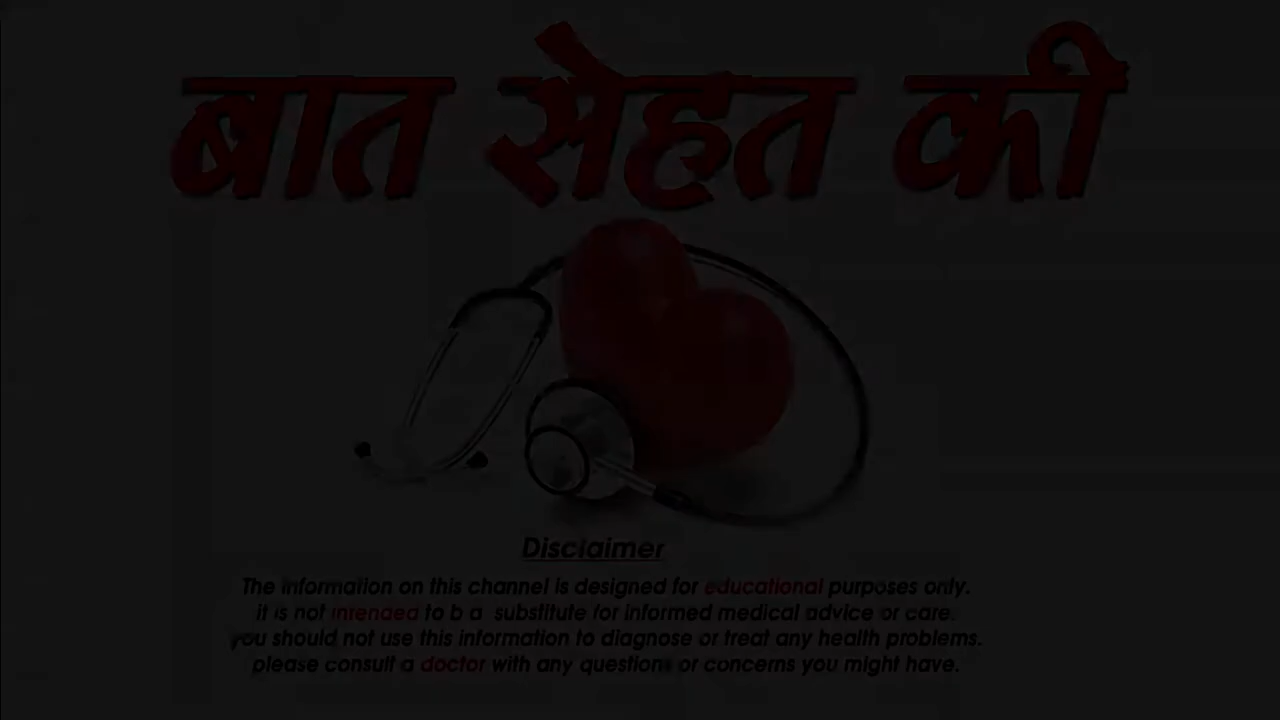 बात सेहत की
Disclaimer
The information on this channel is designed for educational purposes only.
it is not intended to b a substitute for informed medical advice or care.
you should not use this information to diagnose or treat any health problems.
please consult a doctor with any questions or concerns you might have.